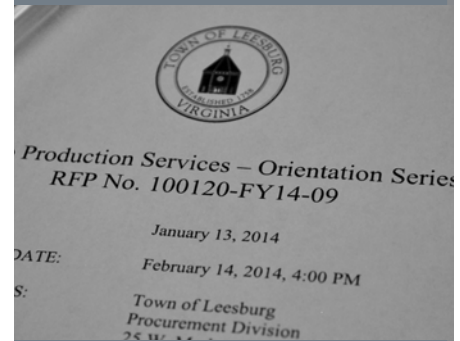 TOWN OF LEESBURG
ESTABLISHED 1758
VIRGINIA
Production Services – Orientation Series
RFP No. 100120-FY14-09
January 13, 2014
DATE: February 14, 2014, 4:00 PM
S: Town of Leesburg
Procurement Division
25 W.